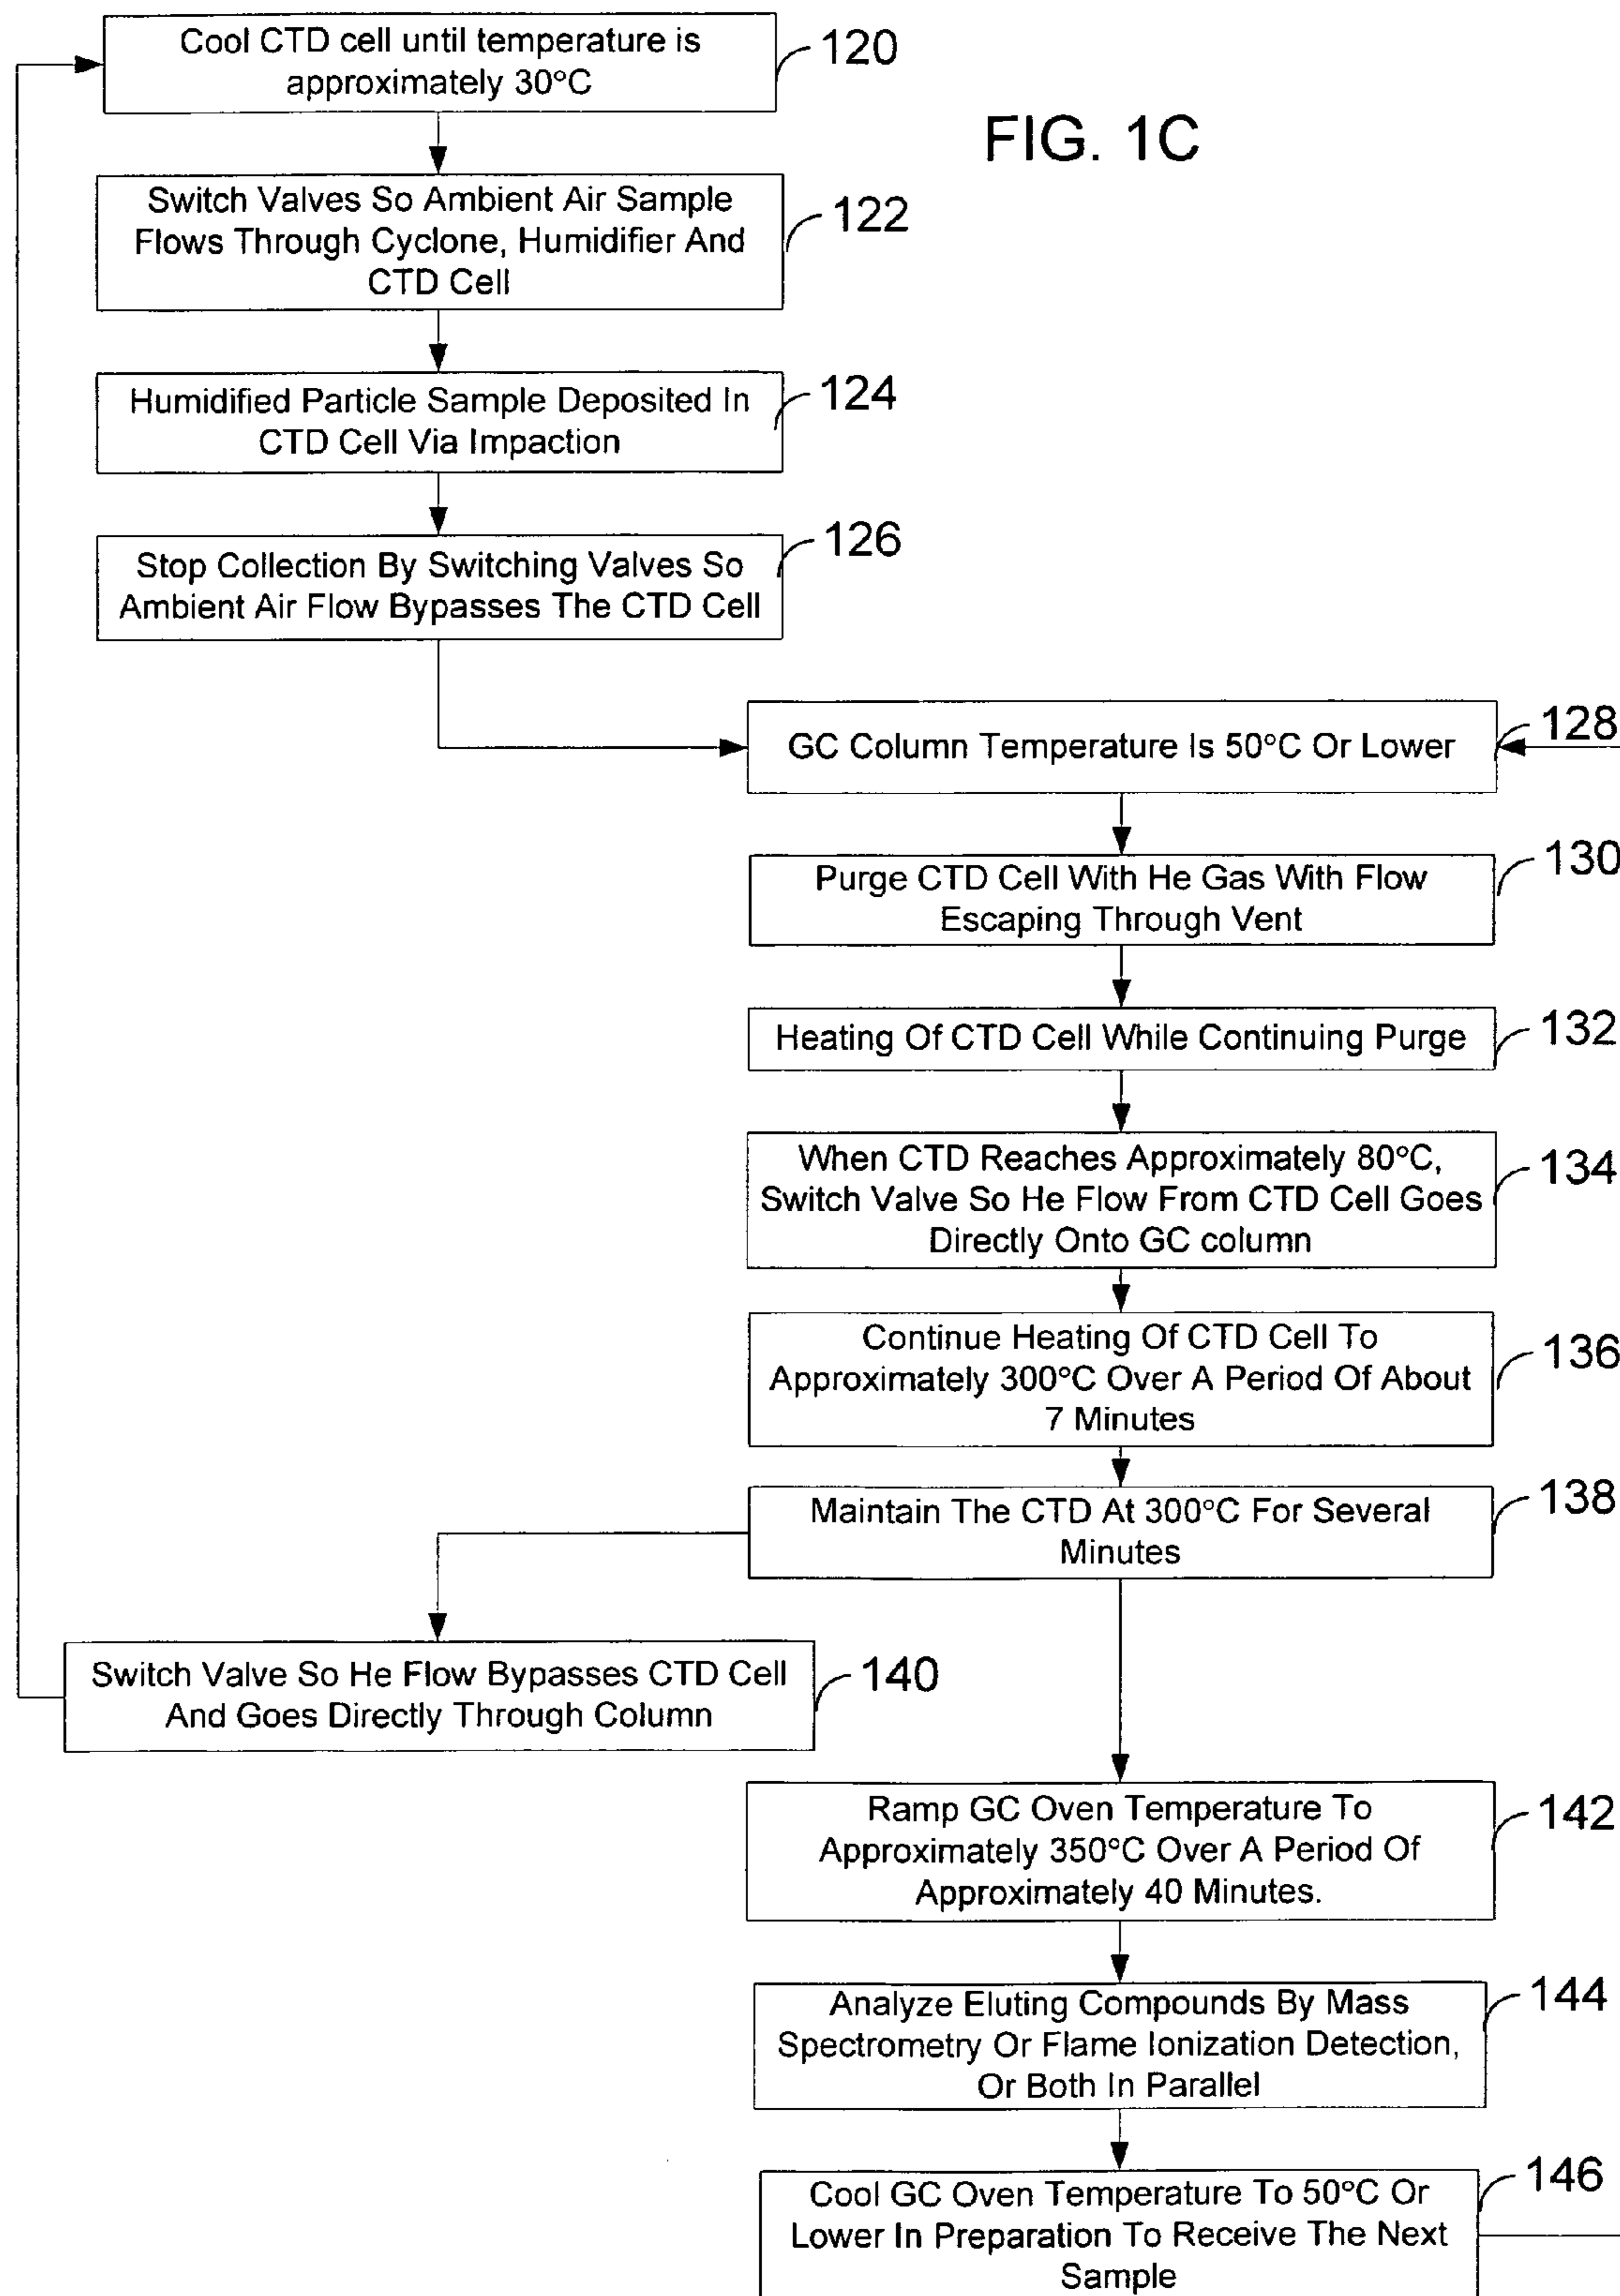 Cool CTD cell until temperature is
approximately 30°C
120
FIG. 1C
Switch Valves So Ambient Air Sample
Flows Through Cyclone, Humidifier And
CTD Cell
122
Humidified Particle Sample Deposited In
CTD Cell Via Impaction
124
Stop Collection By Switching Valves So
Ambient Air Flow Bypasses The CTD Cell
126
GC Column Temperature Is 50°C Or Lower
128
Purge CTD Cell With He Gas With Flow
Escaping Through Vent
130
Heating Of CTD Cell While Continuing Purge
132
When CTD Reaches Approximately 80°C,
Switch Valve So He Flow From CTD Cell Goes
Directly Onto GC column
134
Continue Heating Of CTD Cell To
Approximately 300°C Over A Period Of About
7 Minutes
136
Maintain The CTD At 300°C For Several
Minutes
138
Switch Valve So He Flow Bypasses CTD Cell
And Goes Directly Through Column
140
Ramp GC Oven Temperature To
Approximately 350°C Over A Period Of
Approximately 40 Minutes.
142
Analyze Eluting Compounds By Mass
Spectrometry Or Flame Ionization Detection,
Or Both In Parallel
144
Cool GC Oven Temperature To 50°C Or
Lower In Preparation To Receive The Next
Sample
146